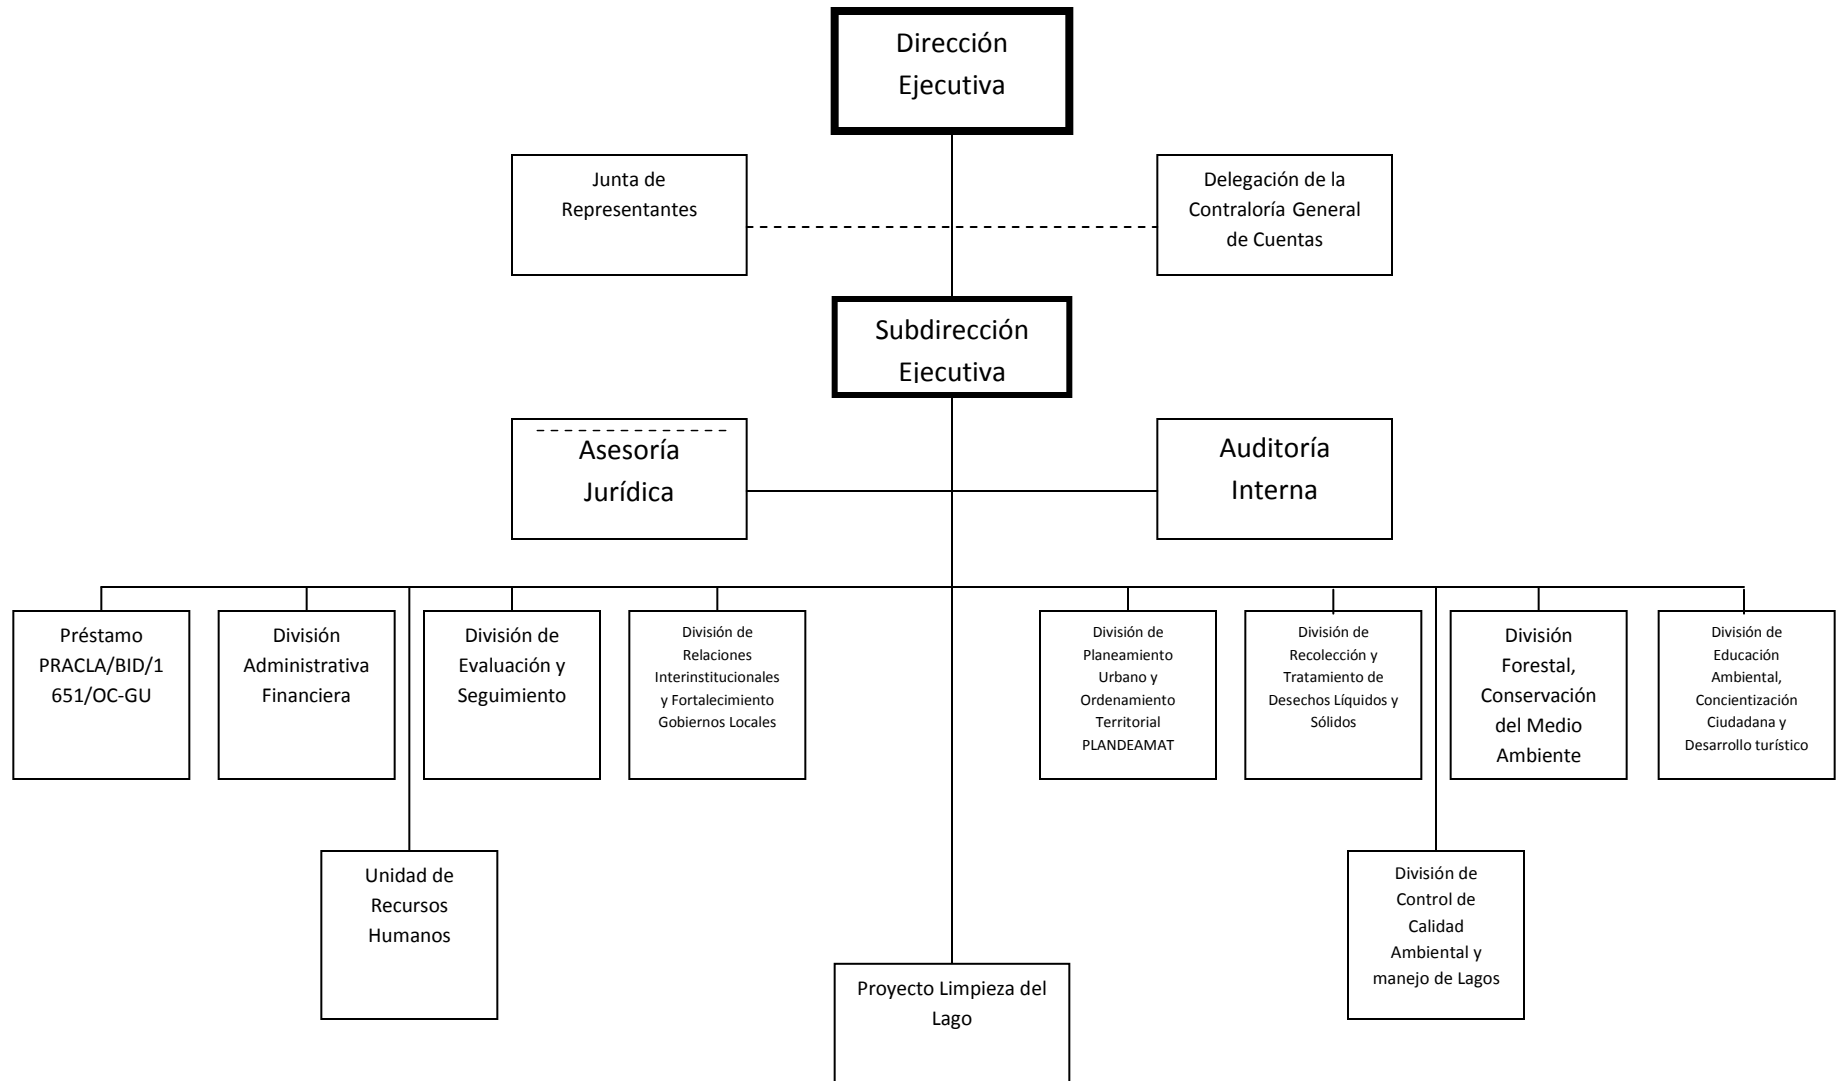 Dirección
Ejecutiva
Junta de
Representantes
Delegación de la
Contraloría General
de Cuentas
Subdirección
Ejecutiva
Asesoría
Jurídica
Auditoría
Interna
Préstamo
PRACLA/BID/1
651/OC-GU
División
Administrativa
Financiera
División de
Evaluación y
Seguimiento
División de
Relaciones
Interinstitucionales
y Fortalecimiento
Gobiernos Locales
División de
Planeamiento
Urbano y
Ordenamiento
Territorial
PLANDEAMAT
División de
Recolección y
Tratamiento de
Desechos Líquidos y
Sólidos
División
Forestal,
Conservación
del Medio
Ambiente
División de
Educación
Ambiental,
Concientización
Ciudadana y
Desarrollo turístico
Unidad de
Recursos
Humanos
División de
Control de
Calidad
Ambiental y
manejo de Lagos
Proyecto Limpieza del
Lago